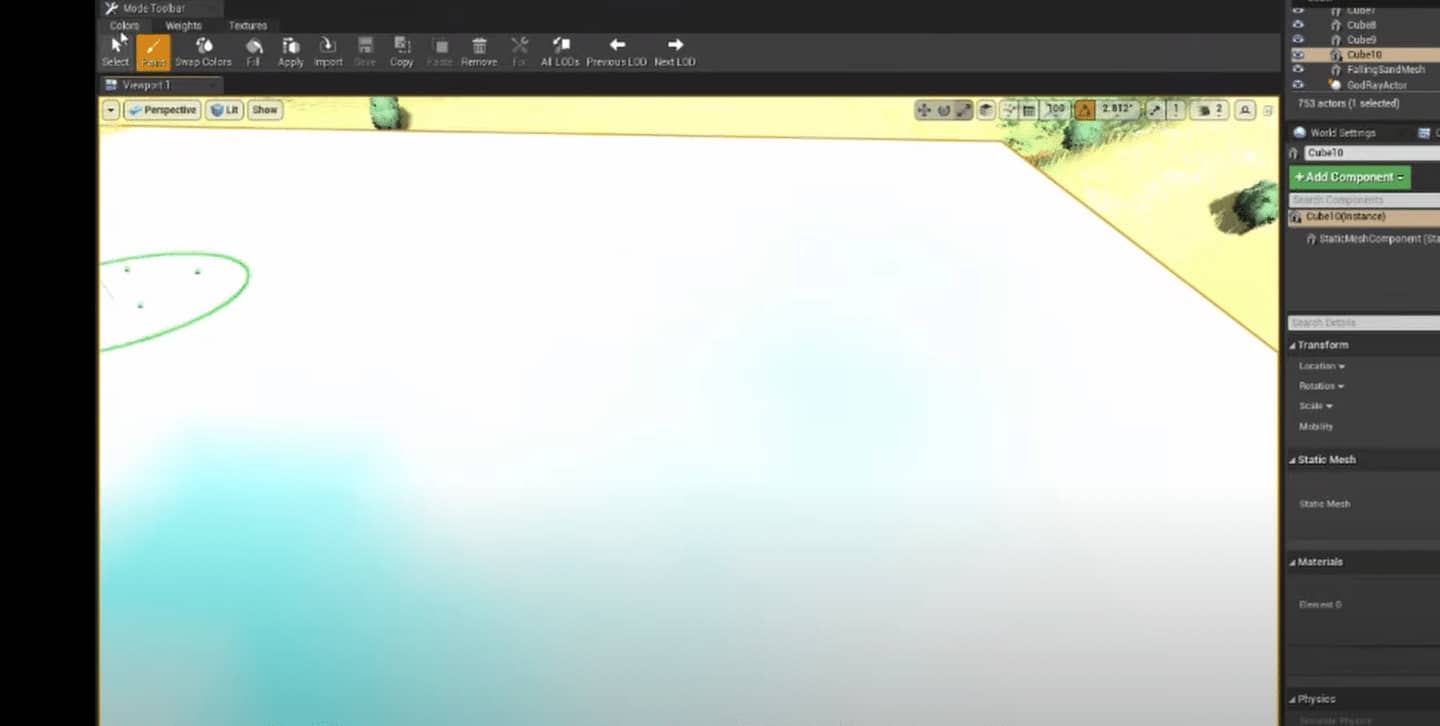 Mode Toolbar
Colors Weights Textures
Select Paint Swap Colors Fill Apply Import Save Copy Paste Remove Fix All LODs Previous LOD Next LOD
Viewport 1
Perspective Lit Show
100 2.812° 2
Cube7
Cube8
Cube9
Cube10
FallingSandMesh
GodRayActor
753 actors (1 selected)
World Settings
Cube10
+Add Component
Search Components
Cube10(Instance)
StaticMeshComponent (Sta
Search Details
Transform
Location
Rotation
Scale
Mobility
Static Mesh
Static Mesh
Materials
Element 0
Physics
Simulate Physics